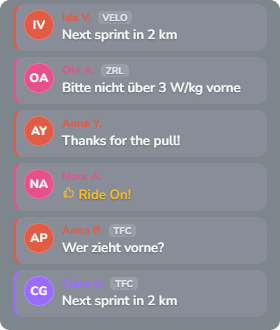 IV Ida V. VELO
Next sprint in 2 km
OA Ole A. ZRL
Bitte nicht über 3 W/kg vorne
AY Anna Y.
Thanks for the pull!
NA Nora A.
Ride On!
AP Anna P. TFC
Wer zieht vorne?
CG G. TFC
Next sprint in 2 km